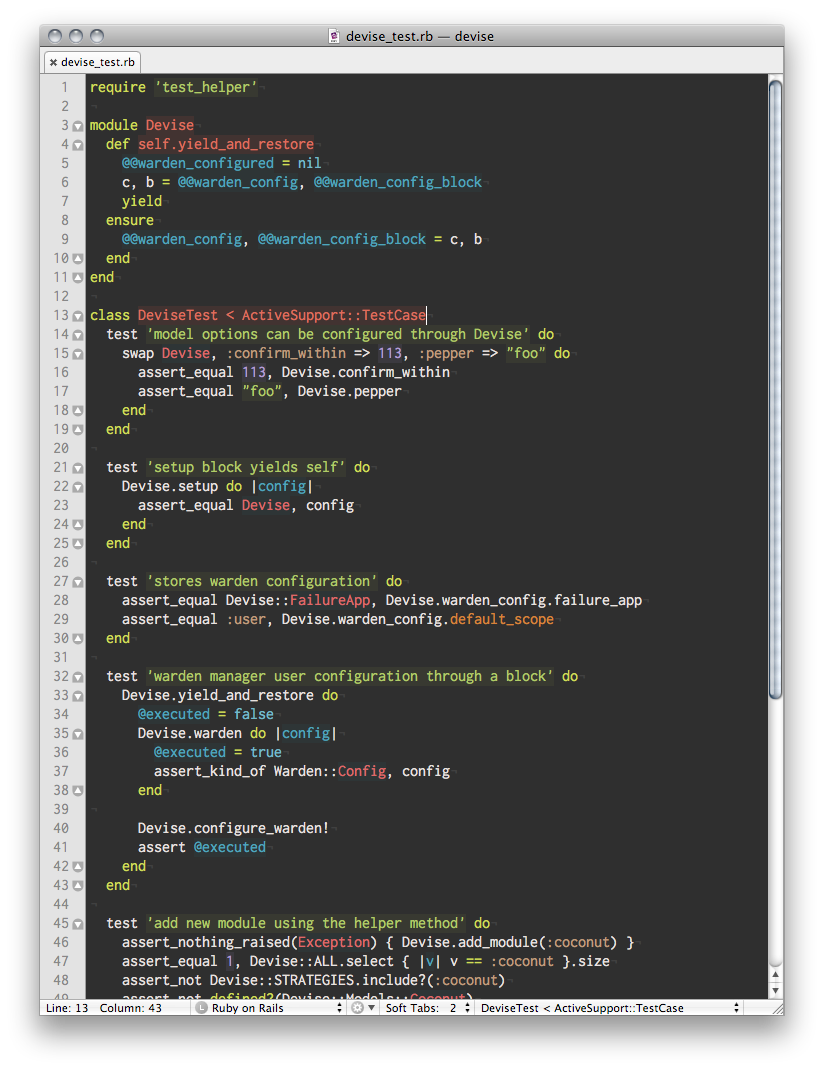 devise_test.rb — devise
devise_test.rb
1 require 'test_helper'
2
3 module Devise
4 def self.yield_and_restore
5 @@warden_configured = nil
6 c, b = @@warden_config, @@warden_config_block
7 yield
8 ensure
9 @@warden_config, @@warden_config_block = c, b
10 end
11 end
12
13 class DeviseTest < ActiveSupport::TestCase
14 test 'model options can be configured through Devise' do
15 swap Devise, :confirm_within => 113, :pepper => "foo" do
16 assert_equal 113, Devise.confirm_within
17 assert_equal "foo", Devise.pepper
18 end
19 end
20
21 test 'setup block yields self' do
22 Devise.setup do |config|
23 assert_equal Devise, config
24 end
25 end
26
27 test 'stores warden configuration' do
28 assert_equal Devise::FailureApp, Devise.warden_config.failure_app
29 assert_equal :user, Devise.warden_config.default_scope
30 end
31
32 test 'warden manager user configuration through a block' do
33 Devise.yield_and_restore do
34 @executed = false
35 Devise.warden do |config|
36 @executed = true
37 assert_kind_of Warden::Config, config
38 end
39
40 Devise.configure_warden!
41 assert @executed
42 end
43 end
44
45 test 'add new module using the helper method' do
46 assert_nothing_raised(Exception) { Devise.add_module(:coconut) }
47 assert_equal 1, Devise::ALL.select { |v| v == :coconut }.size
48 assert_not Devise::STRATEGIES.include?(:coconut)
49 assert_not defined?(Devise::Models::Coconut)
Line: 13 Column: 43 L Ruby on Rails Soft Tabs: 2 DeviseTest < ActiveSupport::TestCase